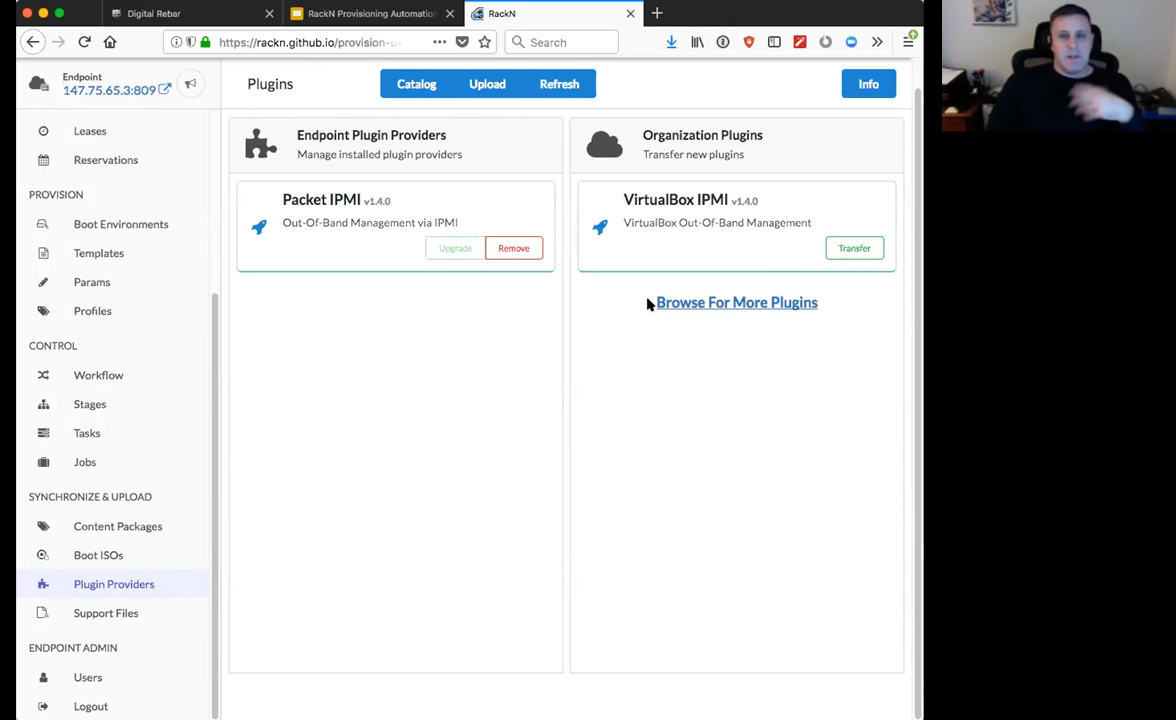 Digital Rebar
RackN Provisioning Automation
RackN
https://rackn.github.io/provision-u
Search
Endpoint
147.75.65.3:809
Leases
Reservations
PROVISION
Boot Environments
Templates
Params
Profiles
CONTROL
Workflow
Stages
Tasks
Jobs
SYNCHRONIZE & UPLOAD
Content Packages
Boot ISOs
Plugin Providers
Support Files
ENDPOINT ADMIN
Users
Logout
Plugins
Catalog
Upload
Refresh
Info
Endpoint Plugin Providers
Manage installed plugin providers
Packet IPMI v1.4.0
Out-Of-Band Management via IPMI
Upgrade
Remove
Organization Plugins
Transfer new plugins
VirtualBox IPMI v1.4.0
VirtualBox Out-Of-Band Management
Transfer
Browse For More Plugins